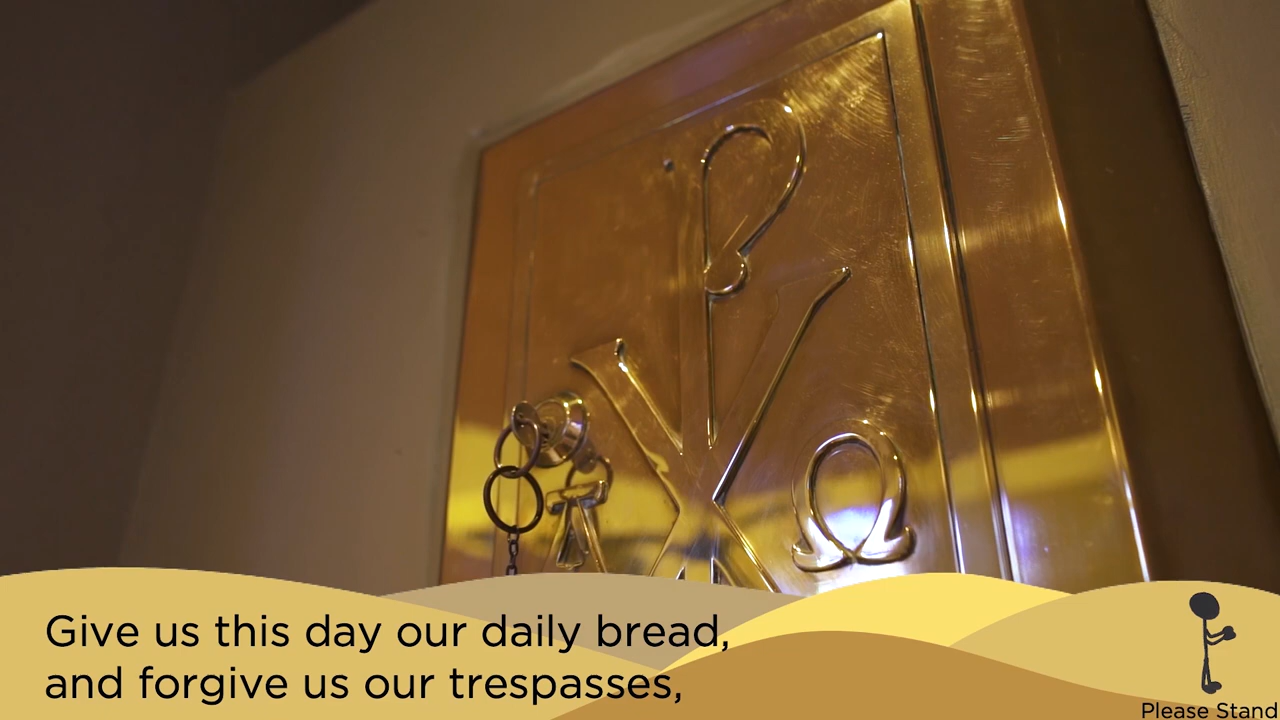 ☧
Α Ω
Give us this day our daily bread,
and forgive us our trespasses,
Please Stand